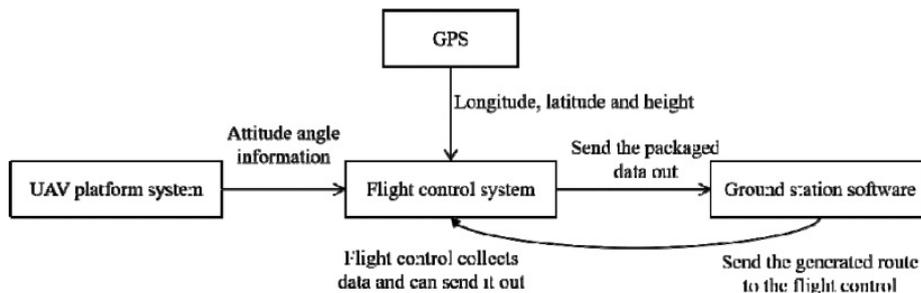 GPS
Longitude, latitude and height
Attitude angle
information
Send the packaged
data out
UAV platform system
Flight control system
Ground station software
Flight control collects
data and can send it out
Send the generated route
to the flight control